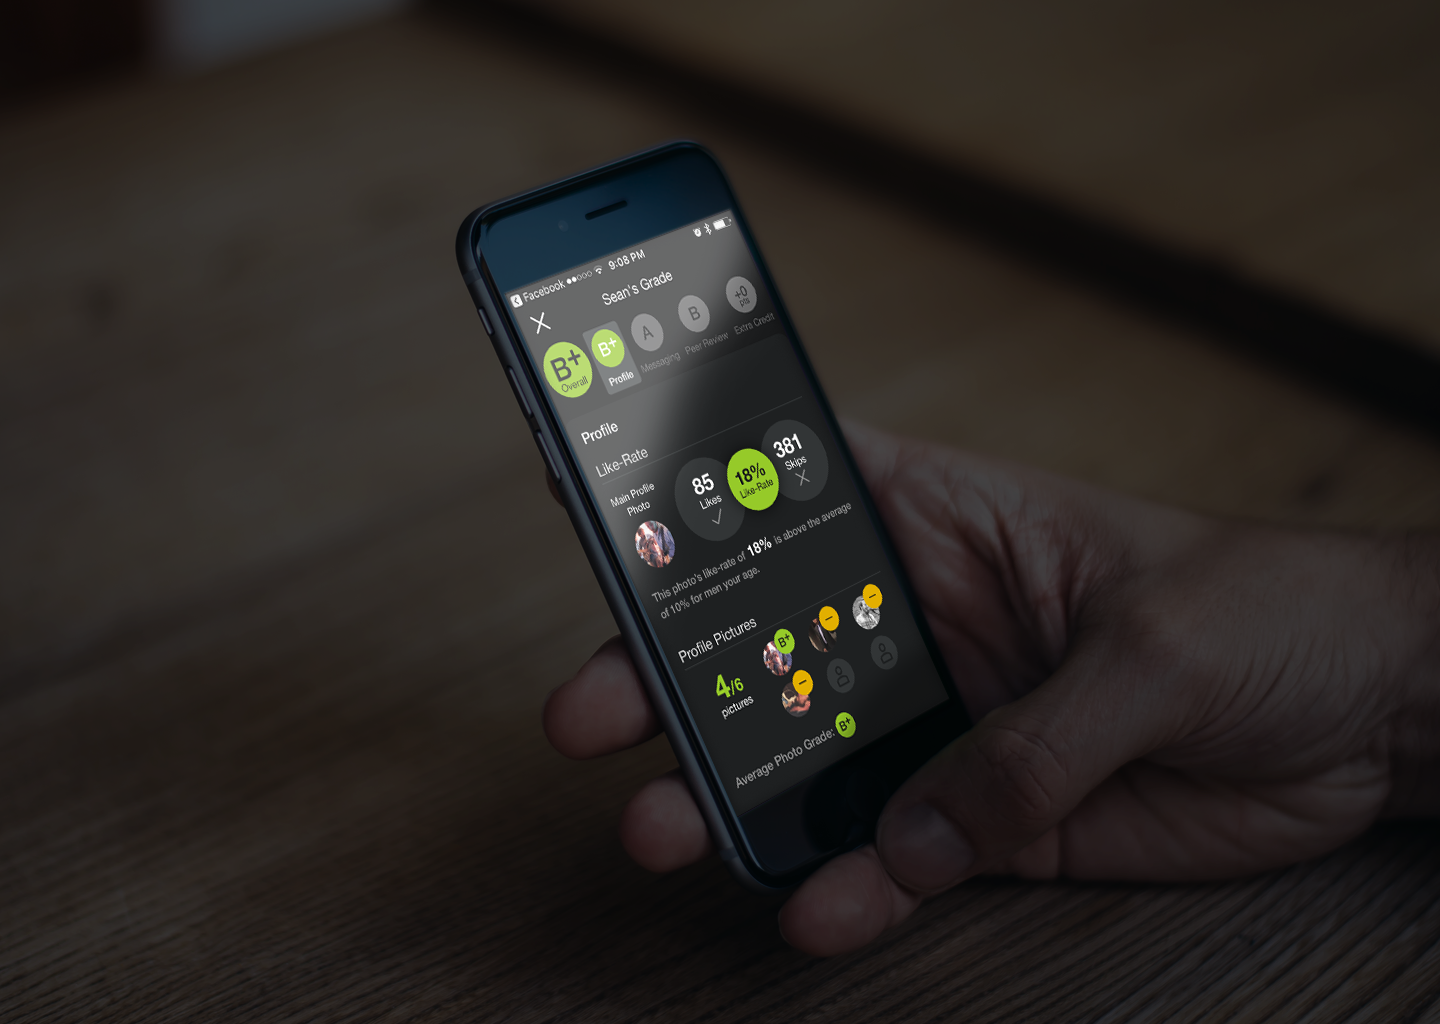 Facebook 9:08 PM
Sean's Grade
B+
Overall
B+
Profile
A
Messaging
B
Peer Review
+0
pts
Extra Credit
Profile
Like-Rate
Main Profile
Photo
85
Likes
18%
Like-Rate
381
Skips
This photo's like-rate of 18% is above the average
of 10% for men your age.
Profile Pictures
4/6
pictures
B+
Average Photo Grade: B+